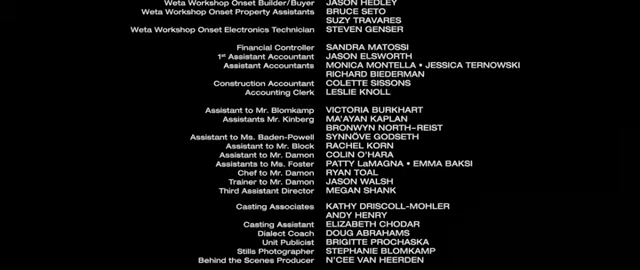 Weta Workshop Onset Builder/Buyer JASON HEDLEY
Weta Workshop Onset Property Assistants BRUCE SETO
SUZY TRAVARES
Weta Workshop Onset Electronics Technician STEVEN GENSER
Financial Controller SANDRA MATOSSI
1st Assistant Accountant JASON ELSWORTH
Assistant Accountants MONICA MONTELLA • JESSICA TERNOWSKI
RICHARD BIEDERMAN
Construction Accountant COLETTE SISSONS
Accounting Clerk LESLIE KNOLL
Assistant to Mr. Blomkamp VICTORIA BURKHART
Assistants Mr. Kinberg MA'AYAN KAPLAN
BRONWYN NORTH-REIST
Assistant to Ms. Baden-Powell SYNNÖVE GODSETH
Assistant to Mr. Block RACHEL KORN
Assistant to Mr. Damon COLIN O'HARA
Assistants to Ms. Foster PATTY LaMAGNA • EMMA BAKSI
Chef to Mr. Damon RYAN TOAL
Trainer to Mr. Damon JASON WALSH
Third Assistant Director MEGAN SHANK
Casting Associates KATHY DRISCOLL-MOHLER
ANDY HENRY
Casting Assistant ELIZABETH CHODAR
Dialect Coach DOUG ABRAHAMS
Unit Publicist BRIGITTE PROCHASKA
Stills Photographer STEPHANIE BLOMKAMP
Behind the Scenes Producer N'CEE VAN HEERDEN